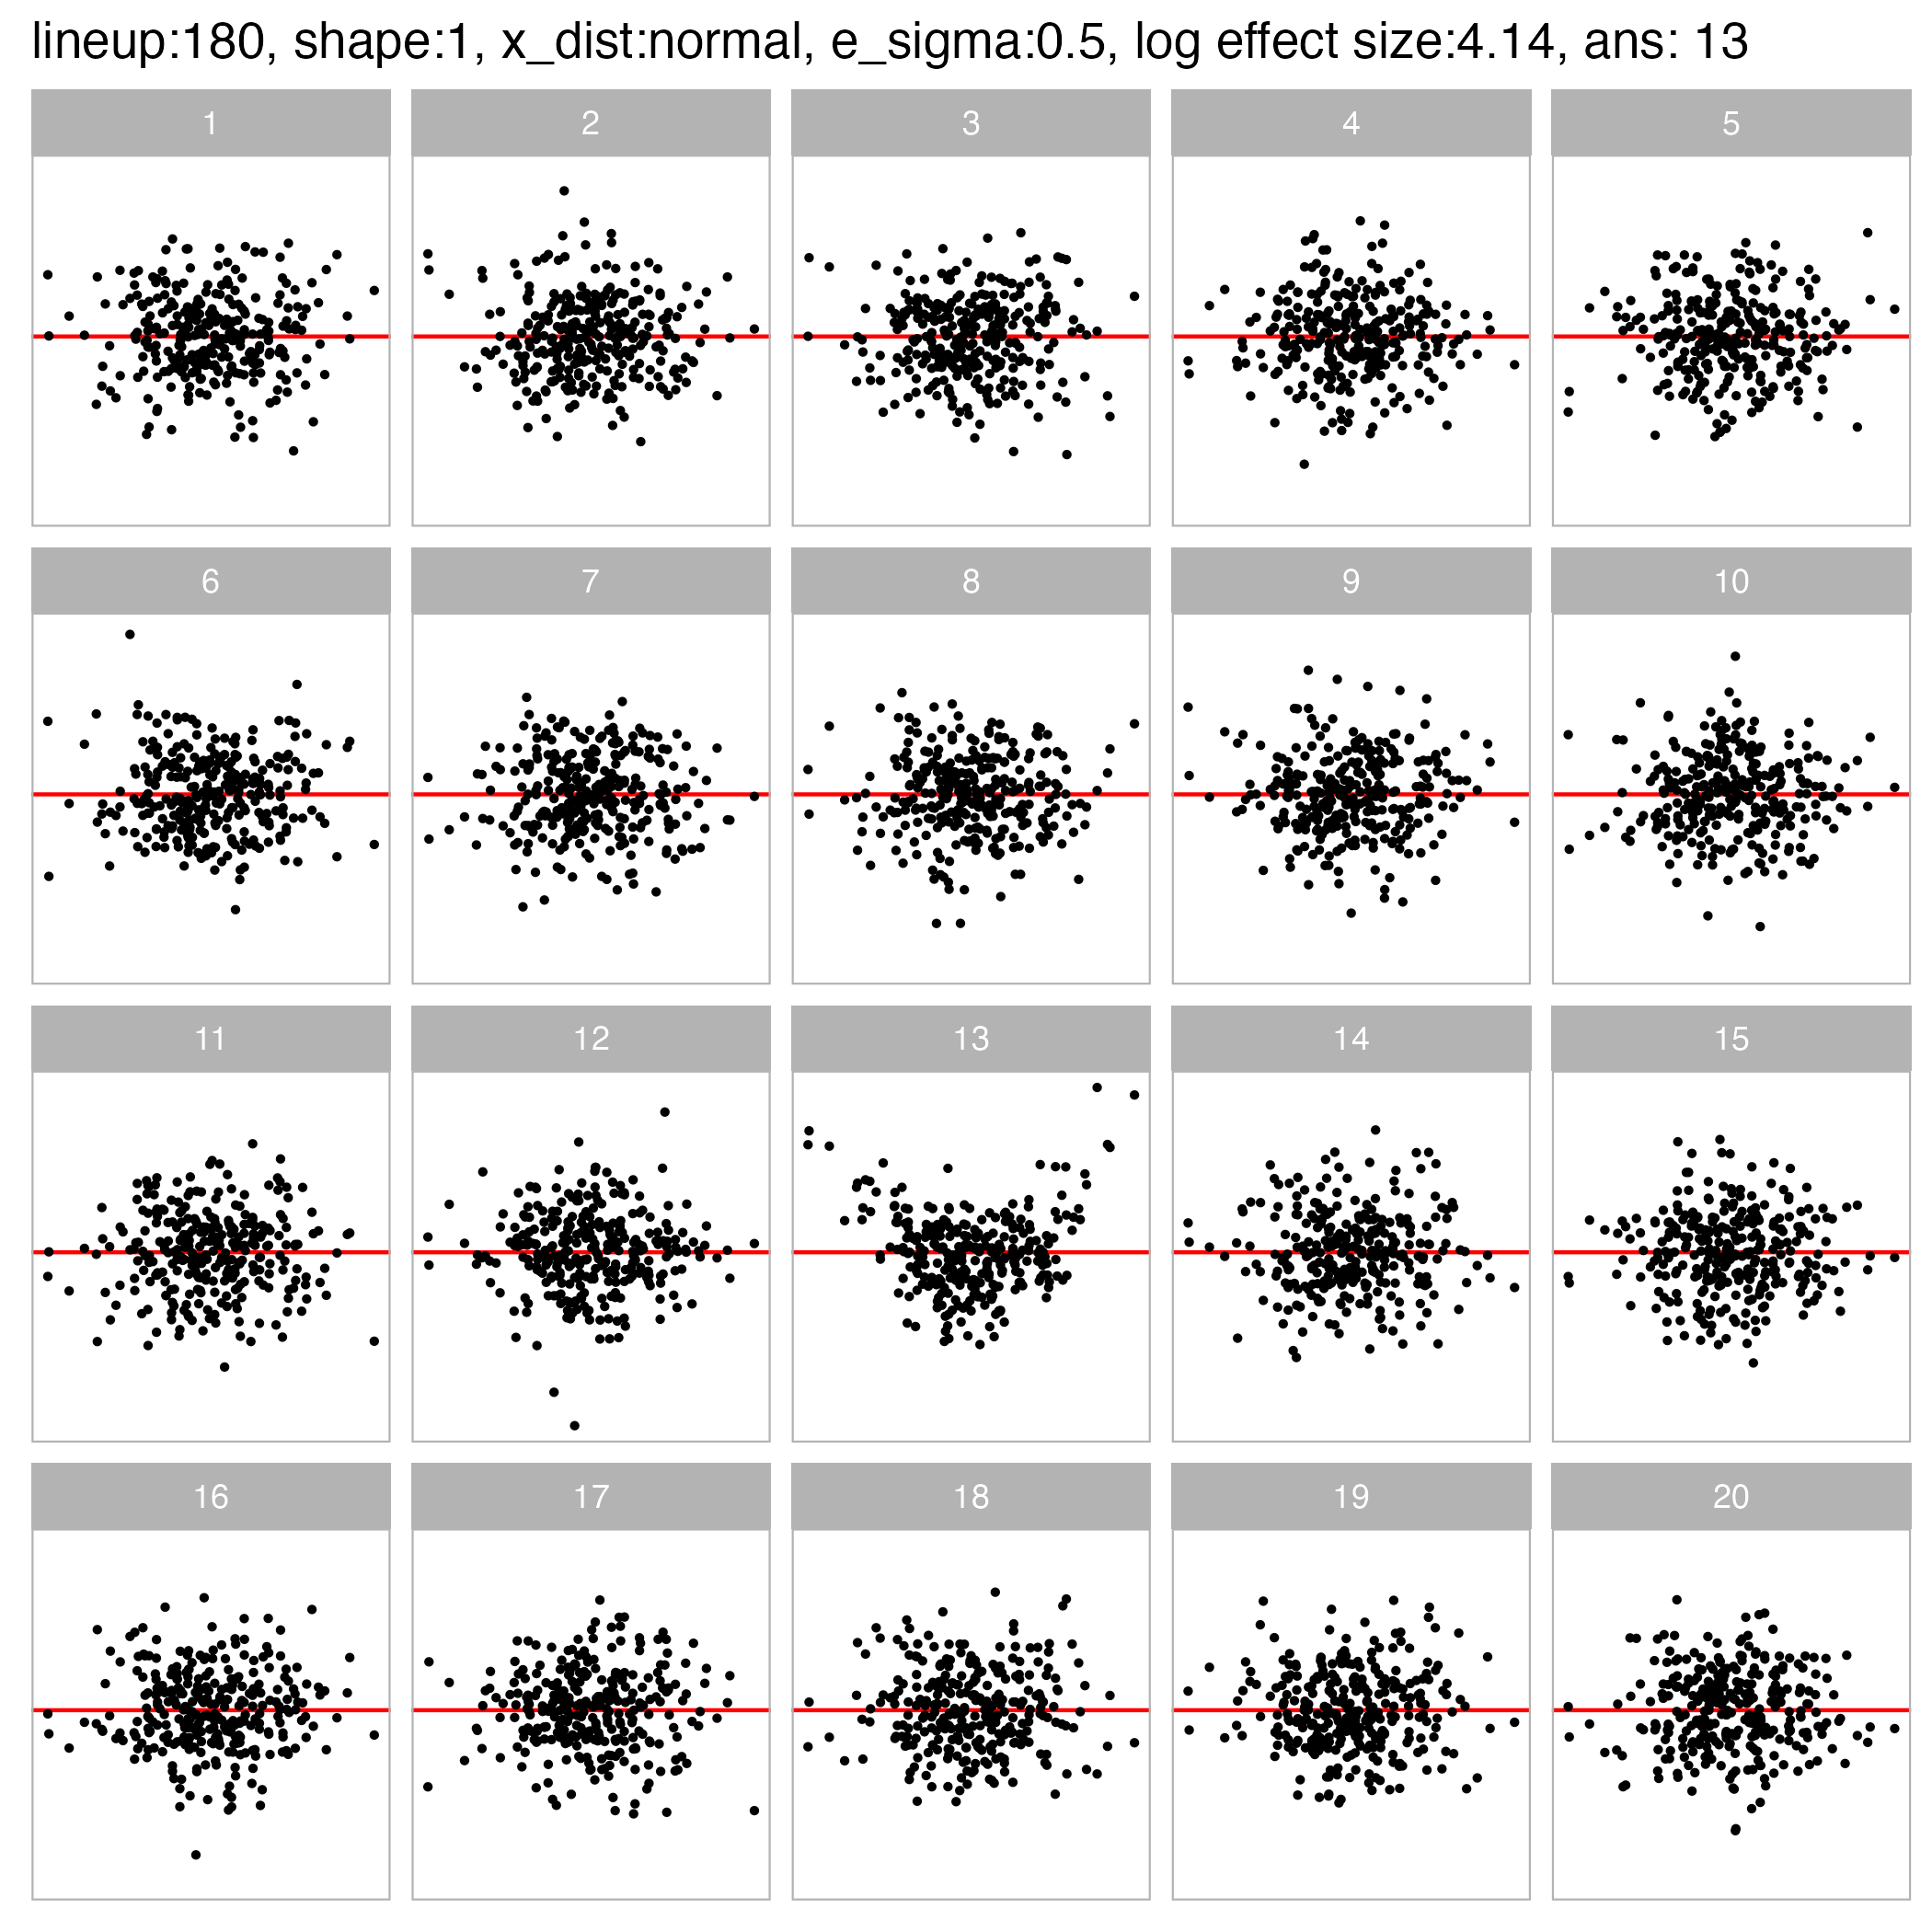 lineup:180, shape:1, x_dist:normal, e_sigma:0.5, log effect size:4.14, ans: 13
1 2 3 4 5
6 7 8 9 10
11 12 13 14 15
16 17 18 19 20